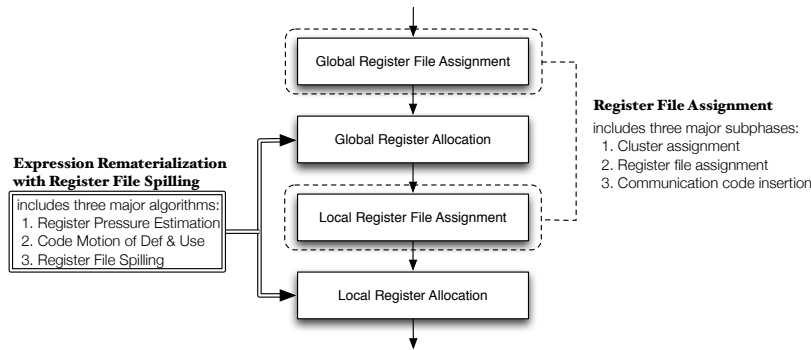 Global Register File Assignment
Global Register Allocation
Local Register File Assignment
Local Register Allocation
Expression Rematerialization
with Register File Spilling
includes three major algorithms:
1. Register Pressure Estimation
2. Code Motion of Def & Use
3. Register File Spilling
Register File Assignment
includes three major subphases:
1. Cluster assignment
2. Register file assignment
3. Communication code insertion